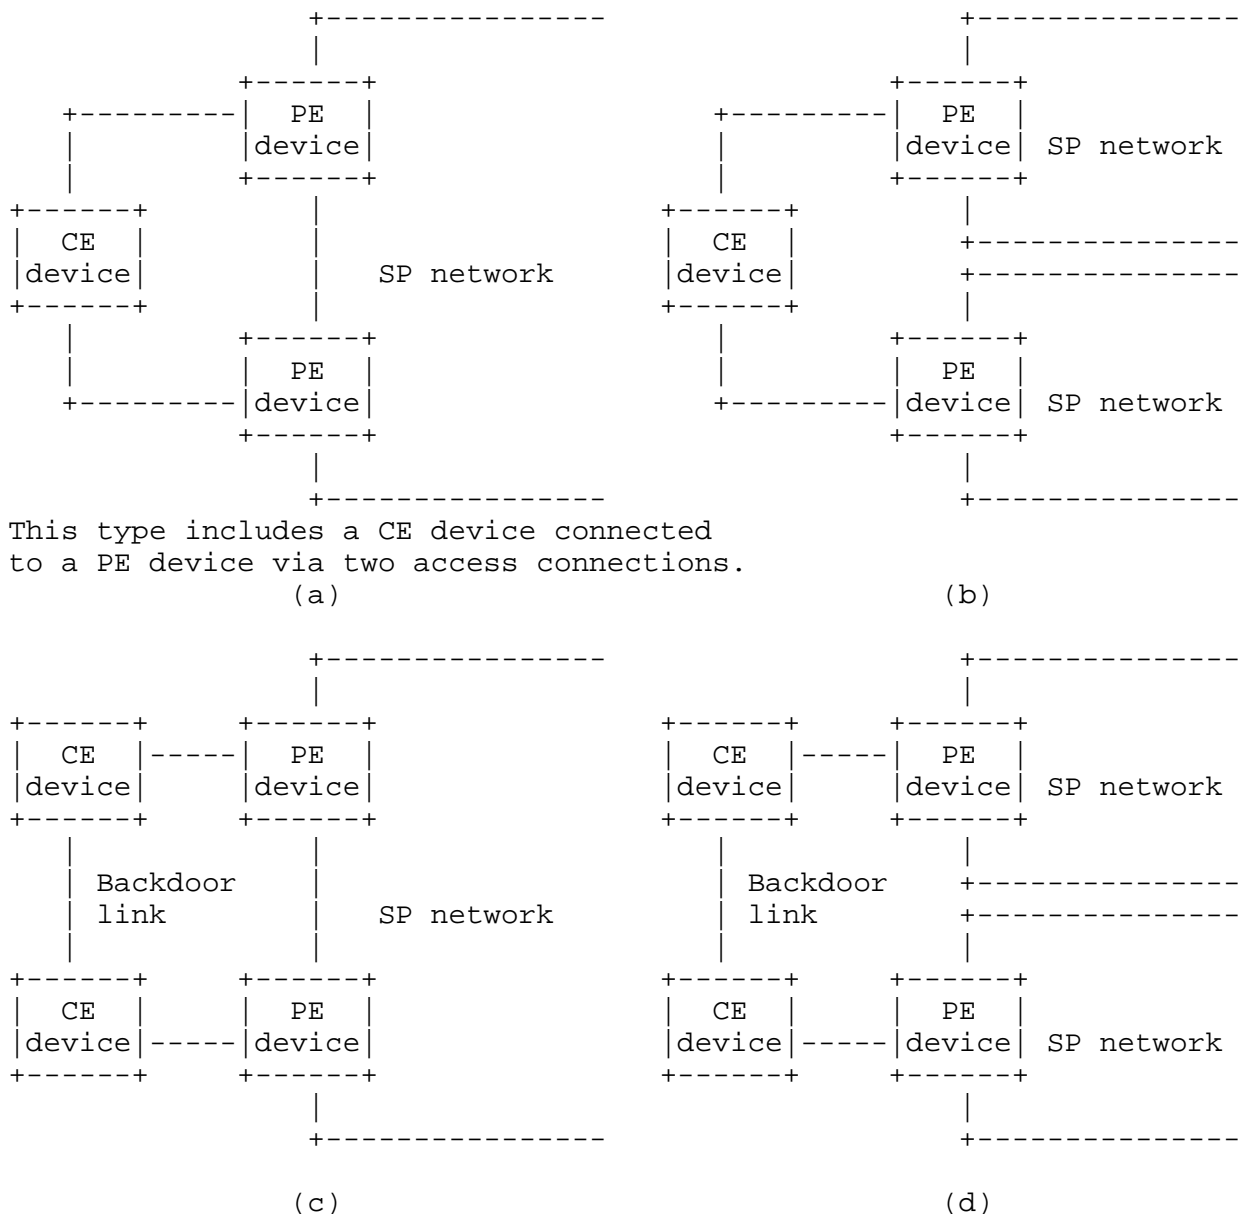 PE
device
CE
device
SP network
PE
device
This type includes a CE device connected
to a PE device via two access connections.
(a)
PE
device
SP network
CE
device
PE
device
SP network
(b)
CE
device
PE
device
Backdoor
link
SP network
CE
device
PE
device
(c)
CE
device
PE
device
SP network
Backdoor
link
CE
device
PE
device
SP network
(d)